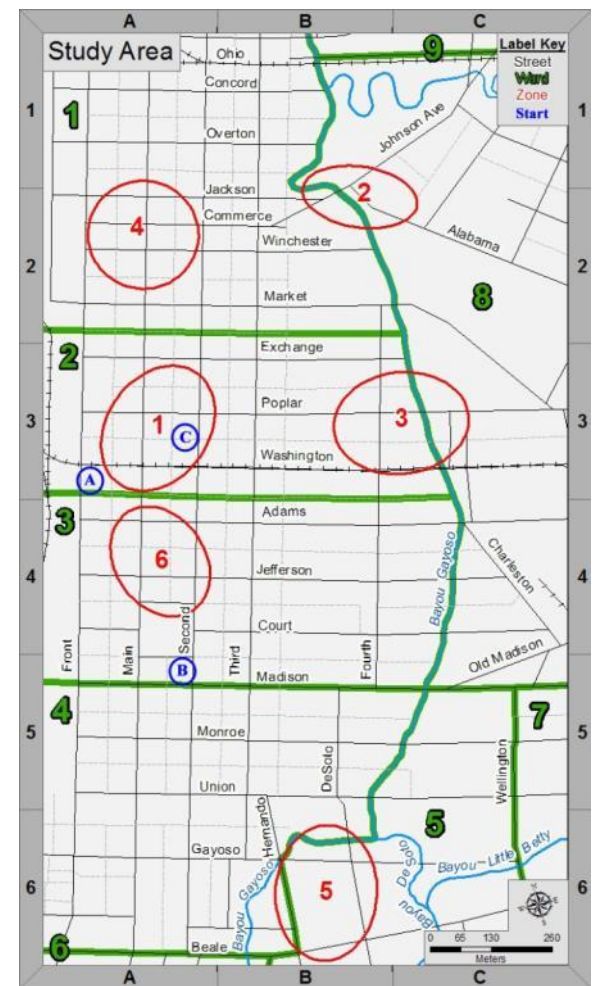 A B C
Study Area
Label Key
Street
Ward
Zone
Start
Ohio
9
Concord
1
1
1
Johnson Ave
Overton
Jackson
2
Commerce
4
Winchester
Alabama
2
2
Market
8
Exchange
2
Poplar
3
1
C
3
3
Washington
A
Adams
3
6
Jefferson
Charleston
4
4
Bayou Gayoso
Court
Second
Front
Main
Third
Fourth
Old Madison
B
Madison
4
7
Monroe
5
5
DeSoto
Wellington
Union
Hernando
5
Gayoso
De Soto
Bayou
Bayou Little Betty
6
6
5
Bayou Gayoso
6
Beale
0 65 130 260
Meters
A B C